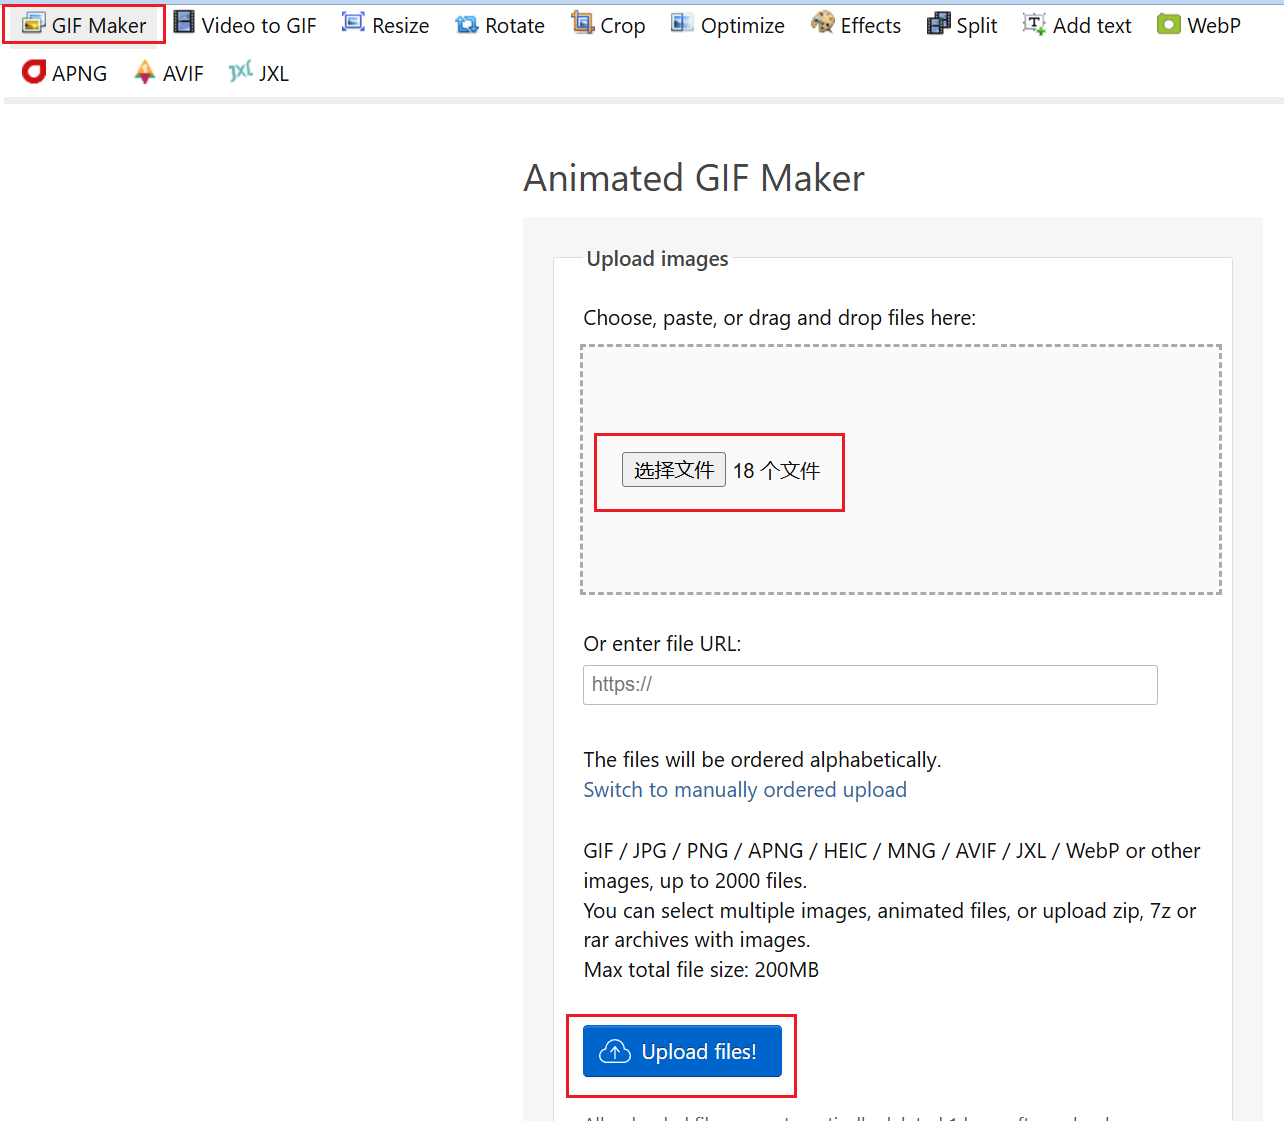 GIF Maker Video to GIF Resize Rotate Crop Optimize Effects Split Add text WebP
APNG AVIF JXL JXL
Animated GIF Maker
Upload images
Choose, paste, or drag and drop files here:
选择文件 18 个文件
Or enter file URL:
https://
The files will be ordered alphabetically.
Switch to manually ordered upload
GIF / JPG / PNG / APNG / HEIC / MNG / AVIF / JXL / WebP or other
images, up to 2000 files.
You can select multiple images, animated files, or upload zip, 7z or
rar archives with images.
Max total file size: 200MB
Upload files!